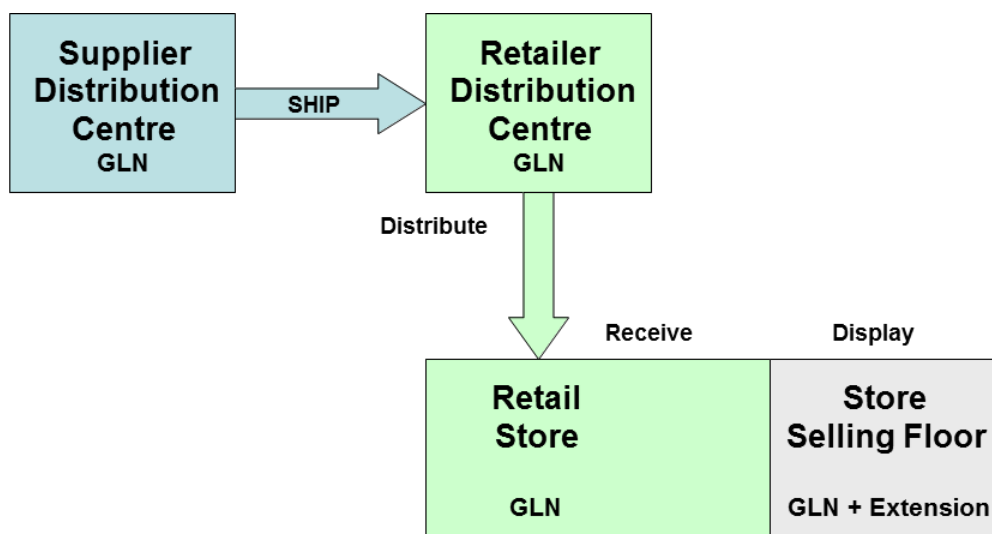 Supplier
Distribution
Centre
GLN
SHIP
Retailer
Distribution
Centre
GLN
Distribute
Receive
Display
Retail
Store
GLN
Store
Selling Floor
GLN + Extension